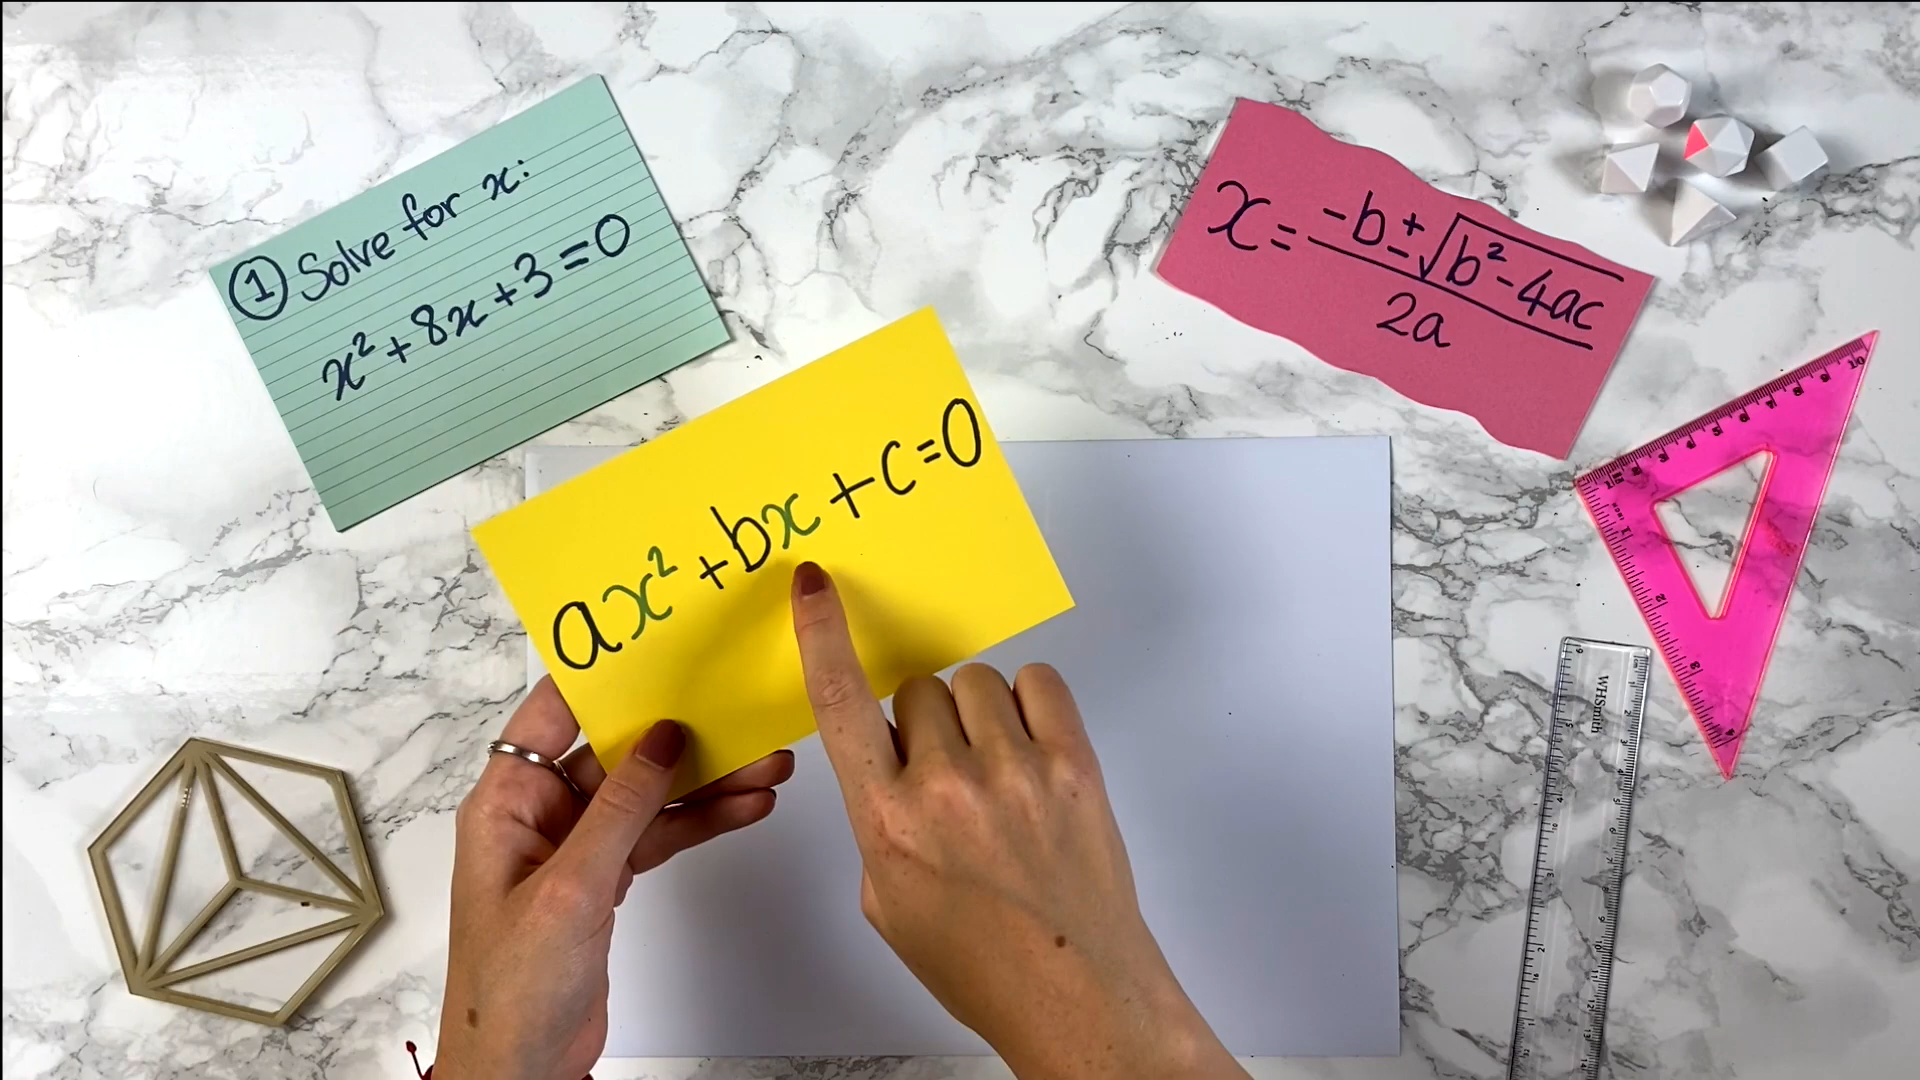 ① Solve for x:
x² + 8x + 3 = 0
x = -b ± √b² - 4ac
2a
ax² + bx + c = 0
WHSmith